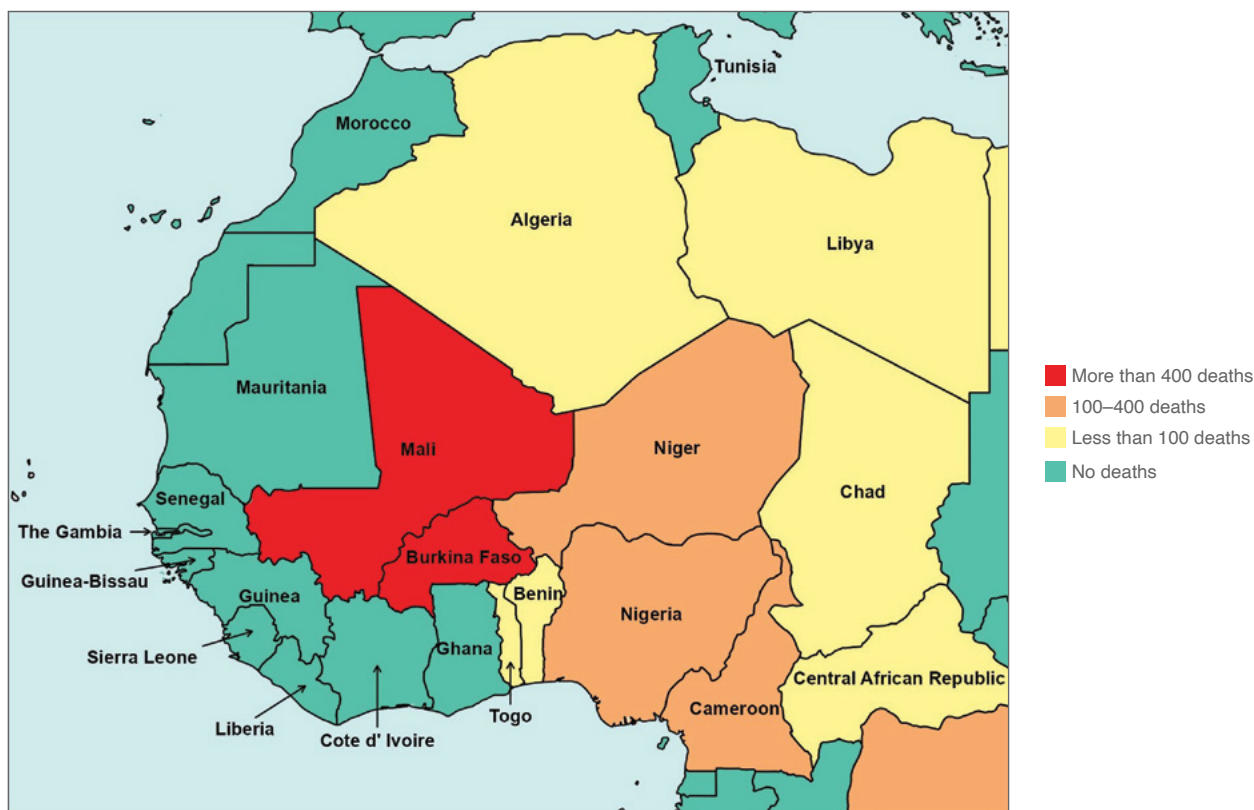 Tunisia
Morocco
Algeria
Libya
Mauritania
Mali
Niger
Chad
Senegal
The Gambia
Burkina Faso
Guinea-Bissau
Guinea
Benin
Nigeria
Ghana
Sierra Leone
Central African Republic
Cameroon
Togo
Liberia
Cote d' Ivoire
More than 400 deaths
100–400 deaths
Less than 100 deaths
No deaths